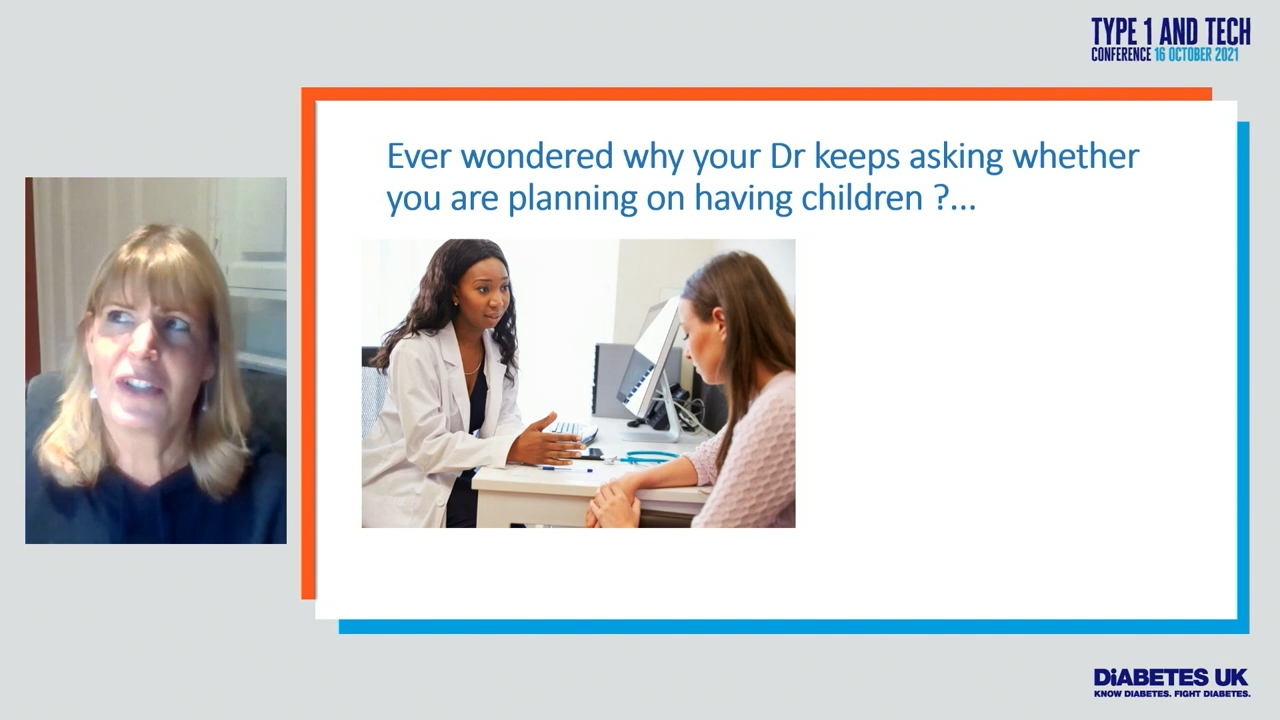 TYPE 1 AND TECH
CONFERENCE 16 OCTOBER 2021
Ever wondered why your Dr keeps asking whether
you are planning on having children ?...
DiABETES UK
KNOW DIABETES. FIGHT DIABETES.